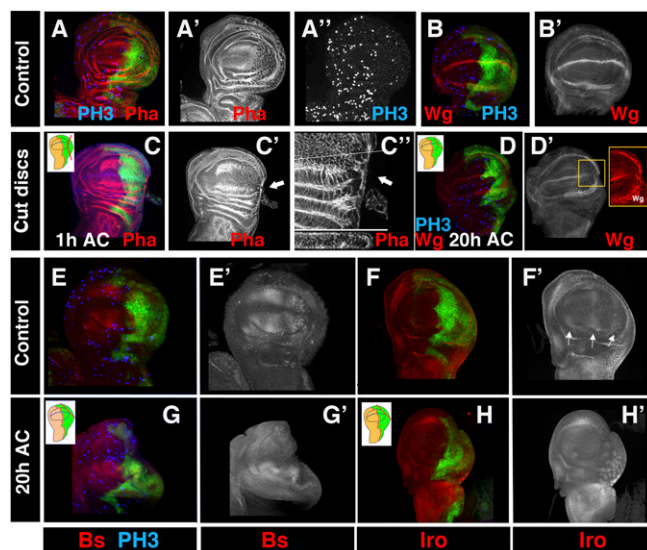 Control
A
PH3 Pha
A'
Pha
A''
PH3
B
Wg PH3
B'
Wg
Cut discs
C
1h AC Pha
C'
Pha
C''
Pha
D
PH3
Wg 20h AC
D'
Wg
Wg
Control
E
E'
F
F'
20h AC
G
G'
H
H'
Bs PH3
Bs
Iro
Iro